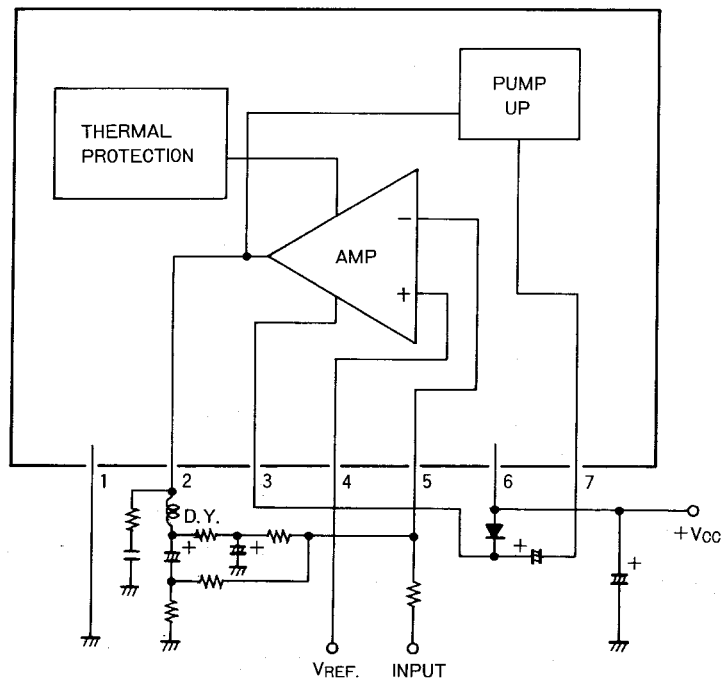 PUMP
UP
THERMAL
PROTECTION
−
AMP
+
1 2 3 4 5 6 7
D.Y.
+ + + +
+VCC
VREF. INPUT